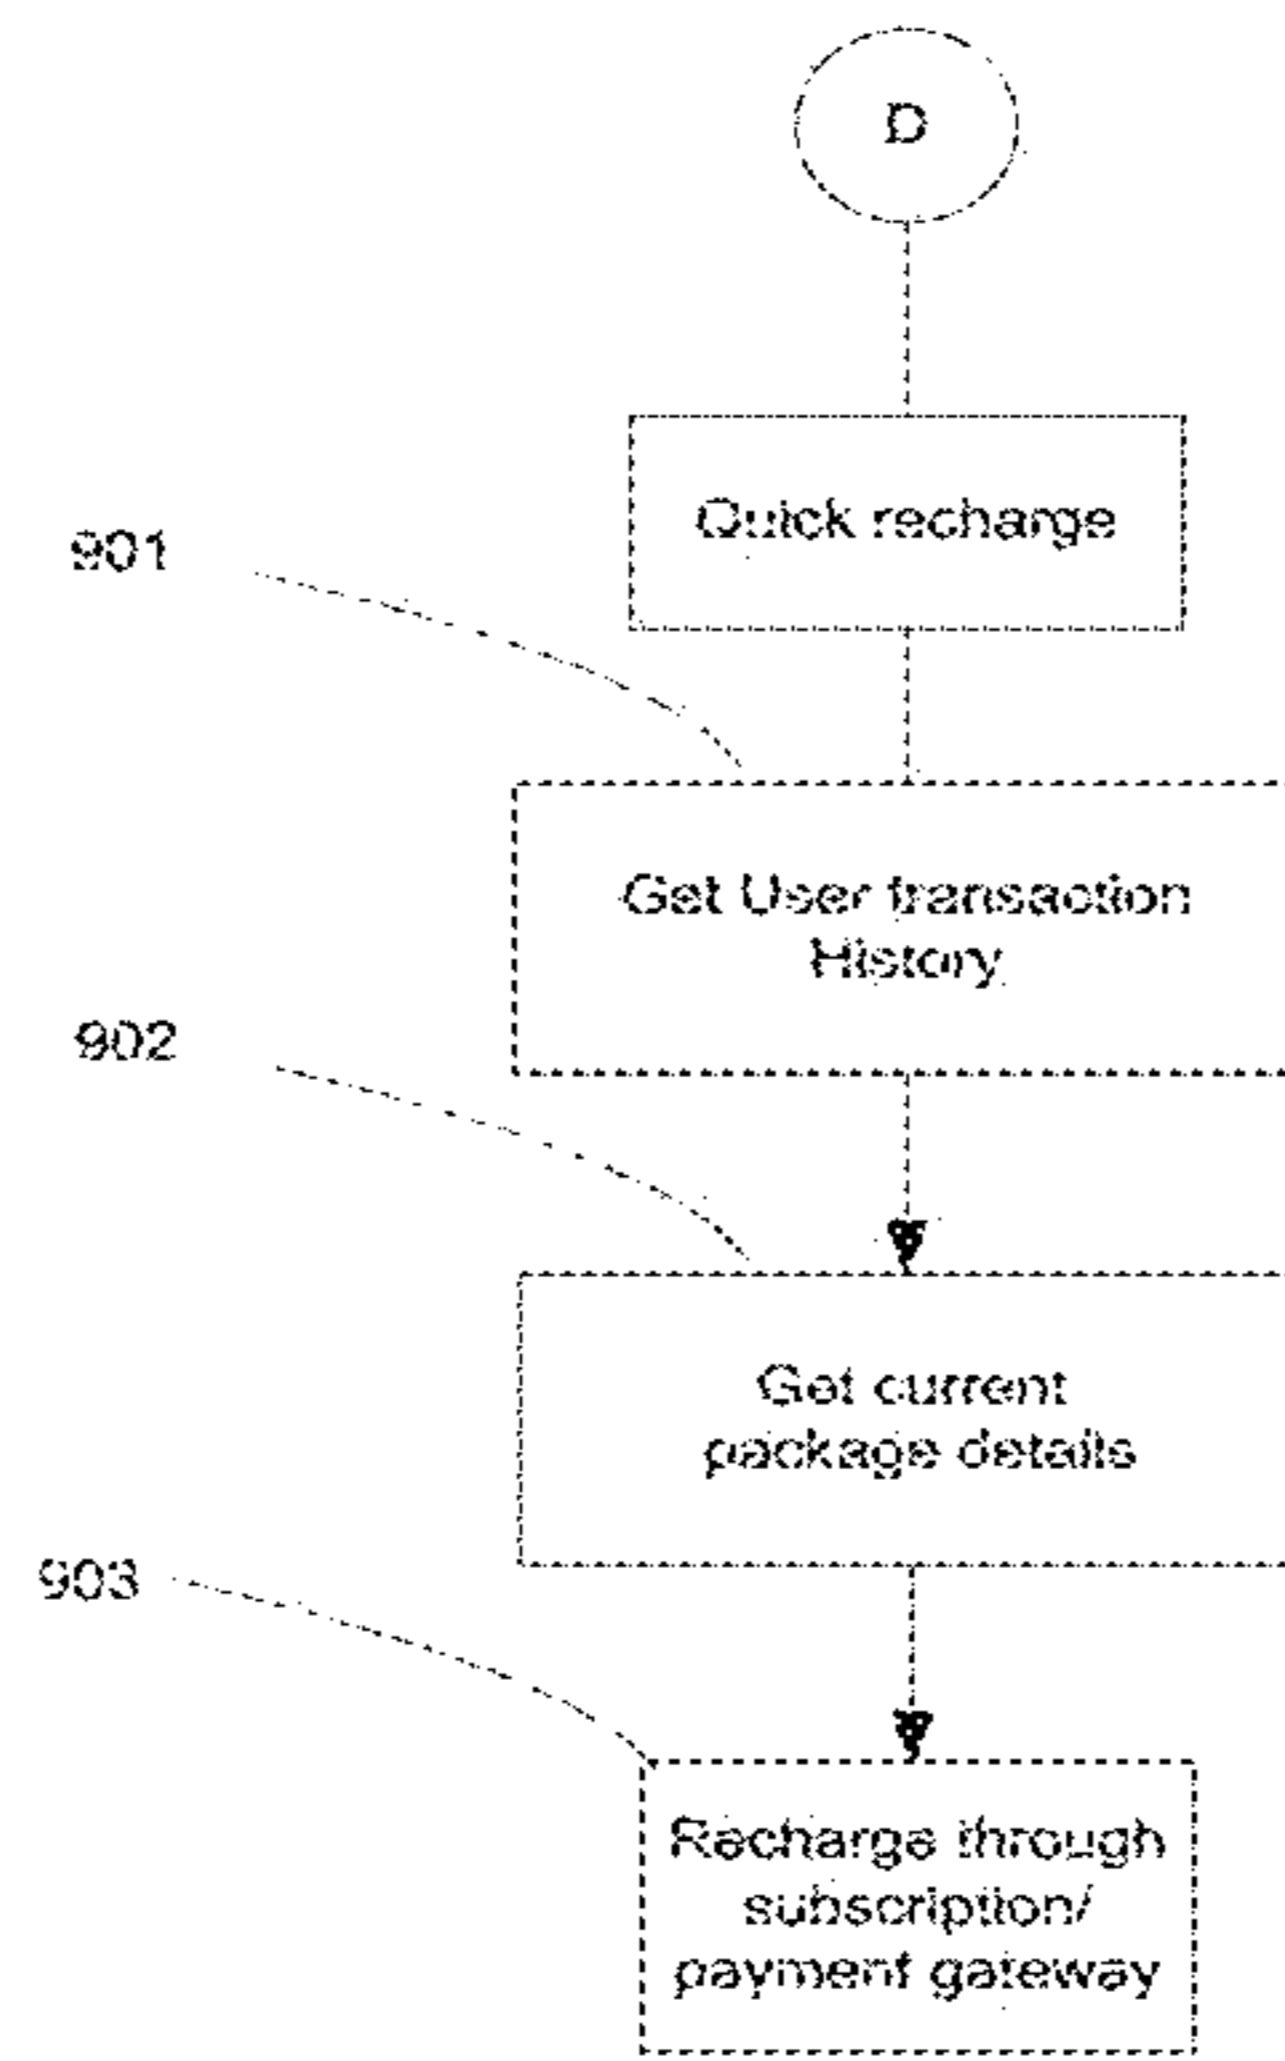 D
Quick recharge
901
Get User transaction
History
902
Get current
package details
903
Recharge through
subscription/
payment gateway